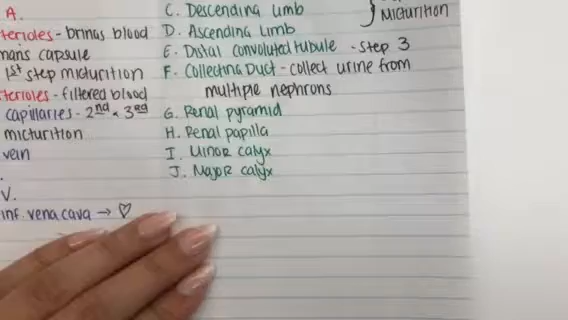 A.
terioles - brings blood
mans capsule
1st step micturition
terioles - filtered blood
capillaries - 2nd & 3rd
micturition
vein
V.
inf. vena cava → ♡
C. Descending limb
D. Ascending Limb
} Micturition
E. Distal convoluted tubule - step 3
F. Collecting Duct - collect urine from
multiple nephrons
G. Renal pyramid
H. Renal papilla
I. Minor calyx
J. Major calyx